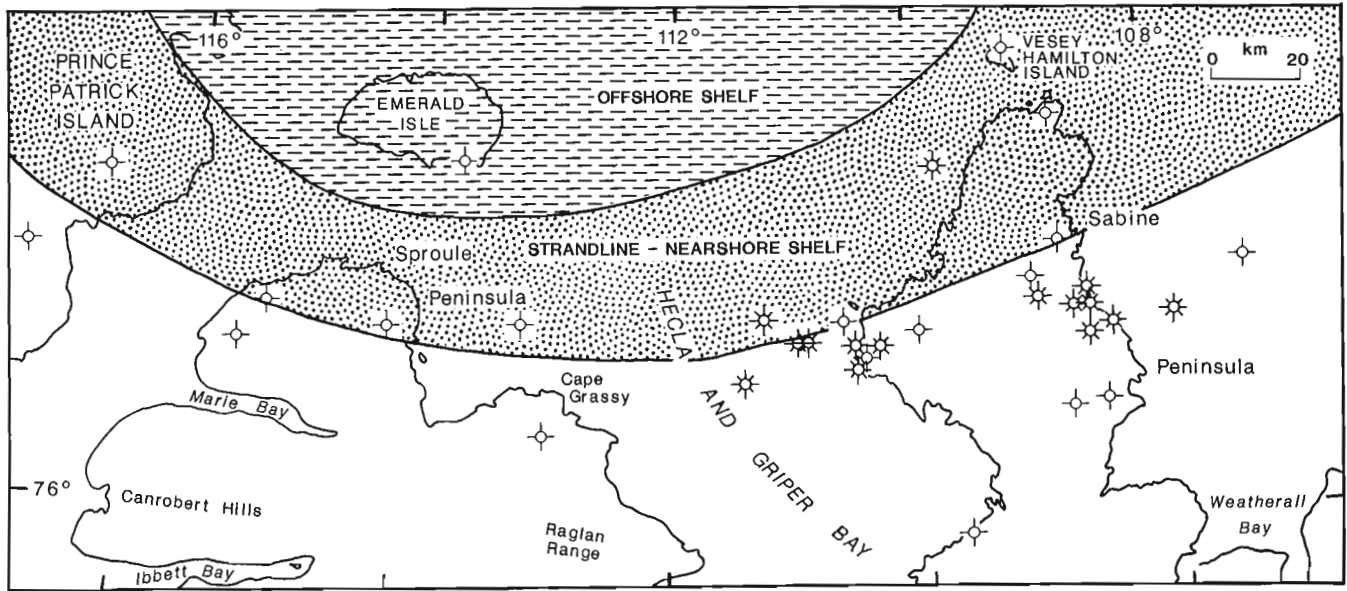 116°
112°
108°
PRINCE
PATRICK
ISLAND
EMERALD
ISLE
OFFSHORE SHELF
VESEY
HAMILTON
ISLAND
km
0 20
Sabine
Sproule
STRANDLINE - NEARSHORE SHELF
Peninsula
HECLA
AND
GRIPER
BAY
Peninsula
Cape
Grassy
Marie Bay
76°
Canrobert Hills
Raglan
Range
Weatherall
Bay
Ibbett Bay